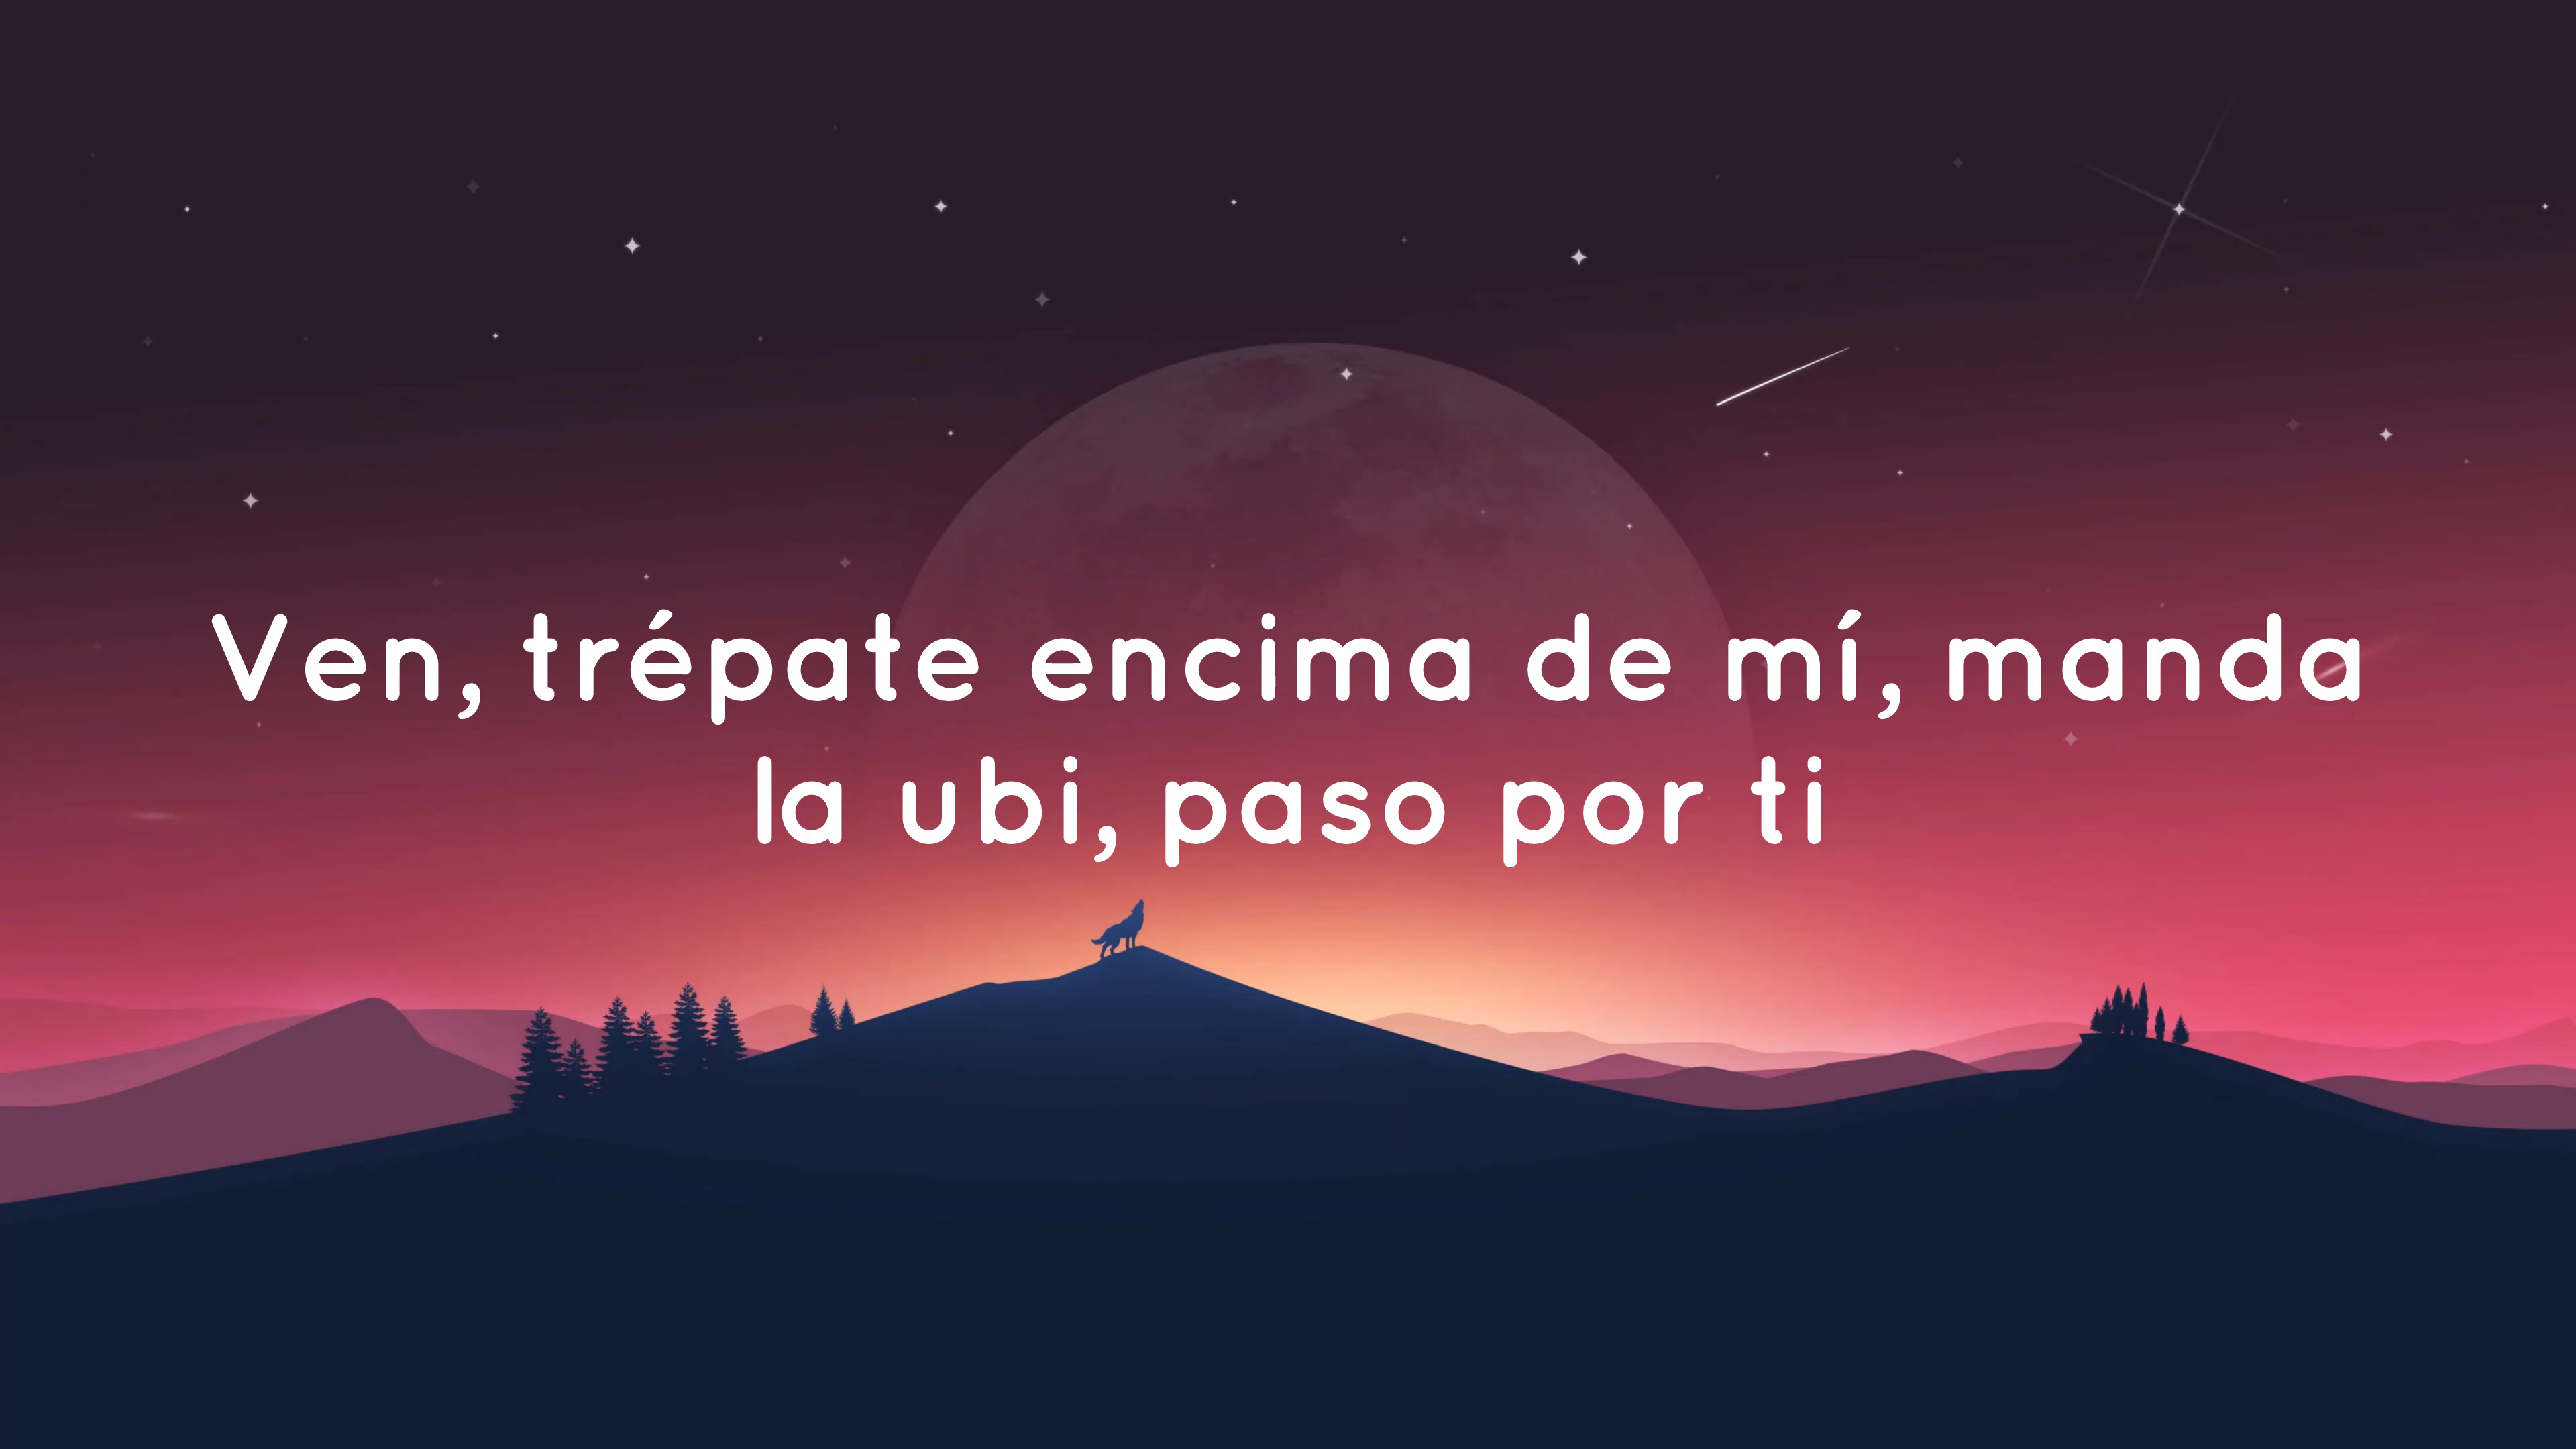 Ven, trépate encima de mí, manda
la ubi, paso por ti